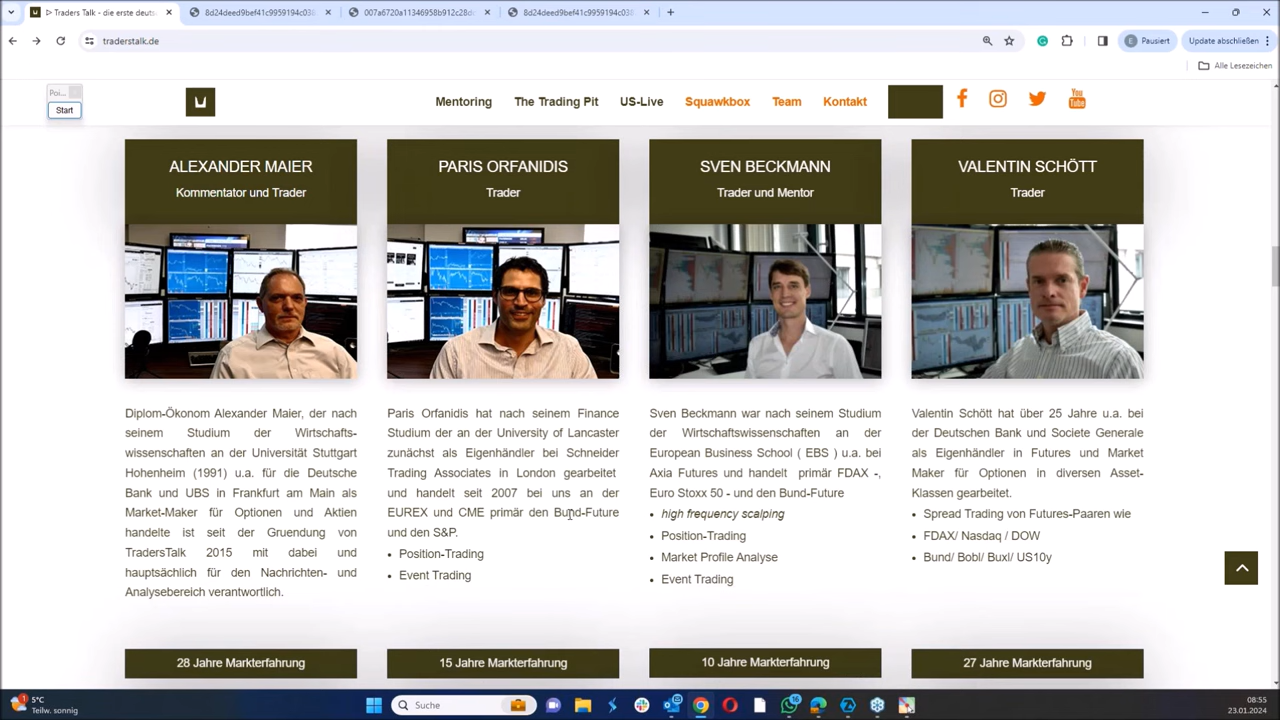 ▷ Traders Talk - die erste deuts
8d24deed9bef41c9959194c03
007a6720a11346958b912c28d
8d24deed9bef41c9959194c03
traderstalk.de
Pausiert
Update abschließen
Alle Lesezeichen
Poi...
Start
Mentoring
The Trading Pit
US-Live
Squawkbox
Team
Kontakt
You
Tube
ALEXANDER MAIER
Kommentator und Trader
Diplom-Ökonom Alexander Maier, der nach
seinem Studium der Wirtschafts-
wissenschaften an der Universität Stuttgart
Hohenheim (1991) u.a. für die Deutsche
Bank und UBS in Frankfurt am Main als
Market-Maker für Optionen und Aktien
handelte ist seit der Gruendung von
TradersTalk 2015 mit dabei und
hauptsächlich für den Nachrichten- und
Analysebereich verantwortlich.
28 Jahre Markterfahrung
PARIS ORFANIDIS
Trader
Paris Orfanidis hat nach seinem Finance
Studium der an der University of Lancaster
zunächst als Eigenhändler bei Schneider
Trading Associates in London gearbeitet
und handelt seit 2007 bei uns an der
EUREX und CME primär den Bund-Future
und den S&P.
• Position-Trading
• Event Trading
15 Jahre Markterfahrung
SVEN BECKMANN
Trader und Mentor
Sven Beckmann war nach seinem Studium
der Wirtschaftswissenschaften an der
European Business School ( EBS ) u.a. bei
Axia Futures und handelt primär FDAX -,
Euro Stoxx 50 - und den Bund-Future
• high frequency scalping
• Position-Trading
• Market Profile Analyse
• Event Trading
10 Jahre Markterfahrung
VALENTIN SCHÖTT
Trader
Valentin Schött hat über 25 Jahre u.a. bei
der Deutschen Bank und Societe Generale
als Eigenhändler in Futures und Market
Maker für Optionen in diversen Asset-
Klassen gearbeitet.
• Spread Trading von Futures-Paaren wie
• FDAX/ Nasdaq / DOW
• Bund/ Bobl/ Buxl/ US10y
27 Jahre Markterfahrung
5°C
Teilw. sonnig
Suche
08:55
23.01.2024